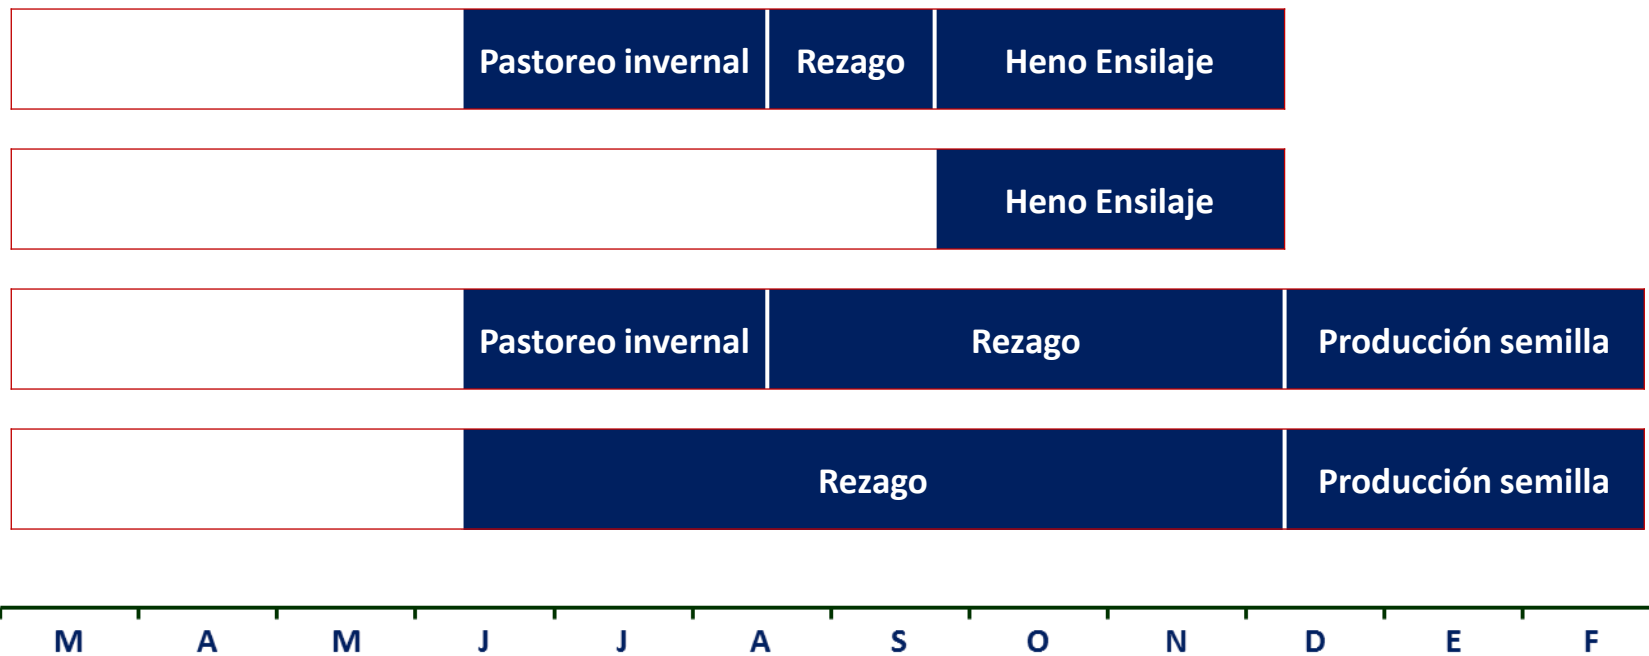 Pastoreo invernal Rezago Heno Ensilaje
Heno Ensilaje
Pastoreo invernal Rezago Producción semilla
Rezago Producción semilla
M A M J J A S O N D E F